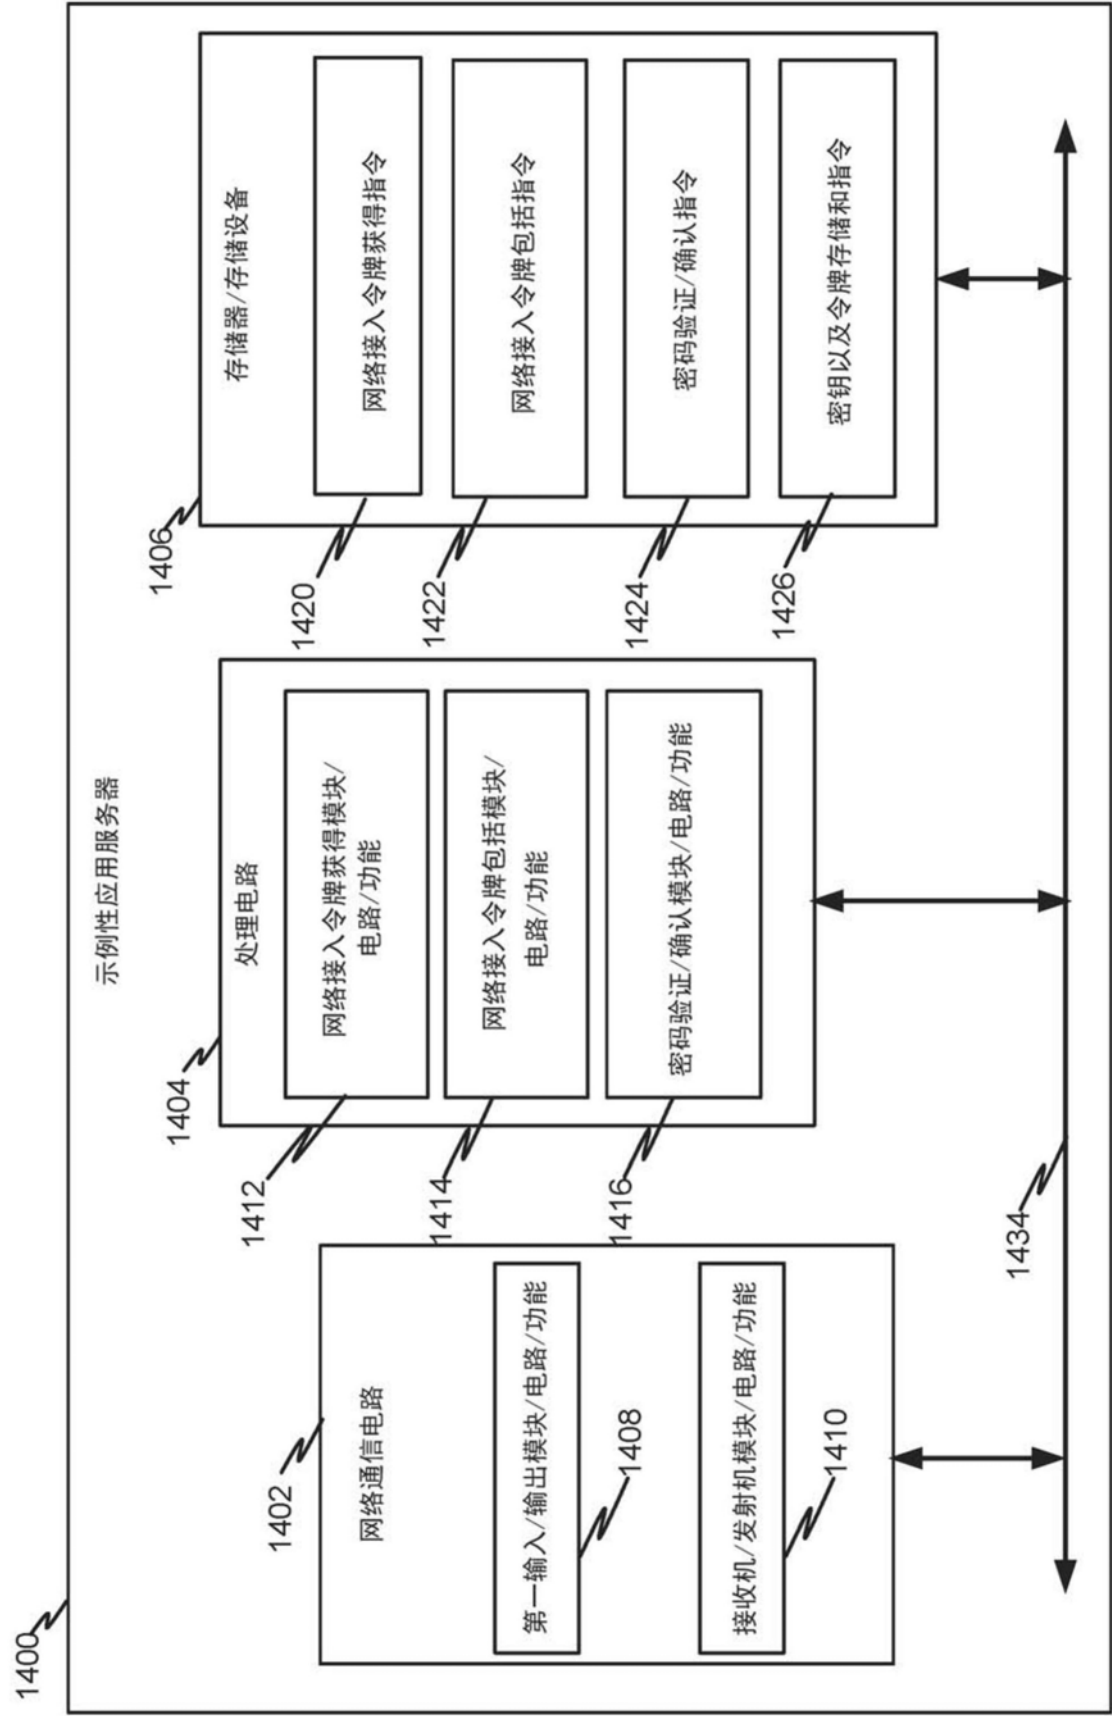 1400
示例性应用服务器
1402
网络通信电路
第一输入/输出模块/电路/功能
1408
接收机/发射机模块/电路/功能
1410
1404
处理电路
1412
网络接入令牌获得模块/
电路/功能
1414
网络接入令牌包括模块/
电路/功能
1416
密码验证/确认模块/电路/功能
1406
存储器/存储设备
1420
网络接入令牌获得指令
1422
网络接入令牌包括指令
1424
密码验证/确认指令
1426
密钥以及令牌存储和指令
1434